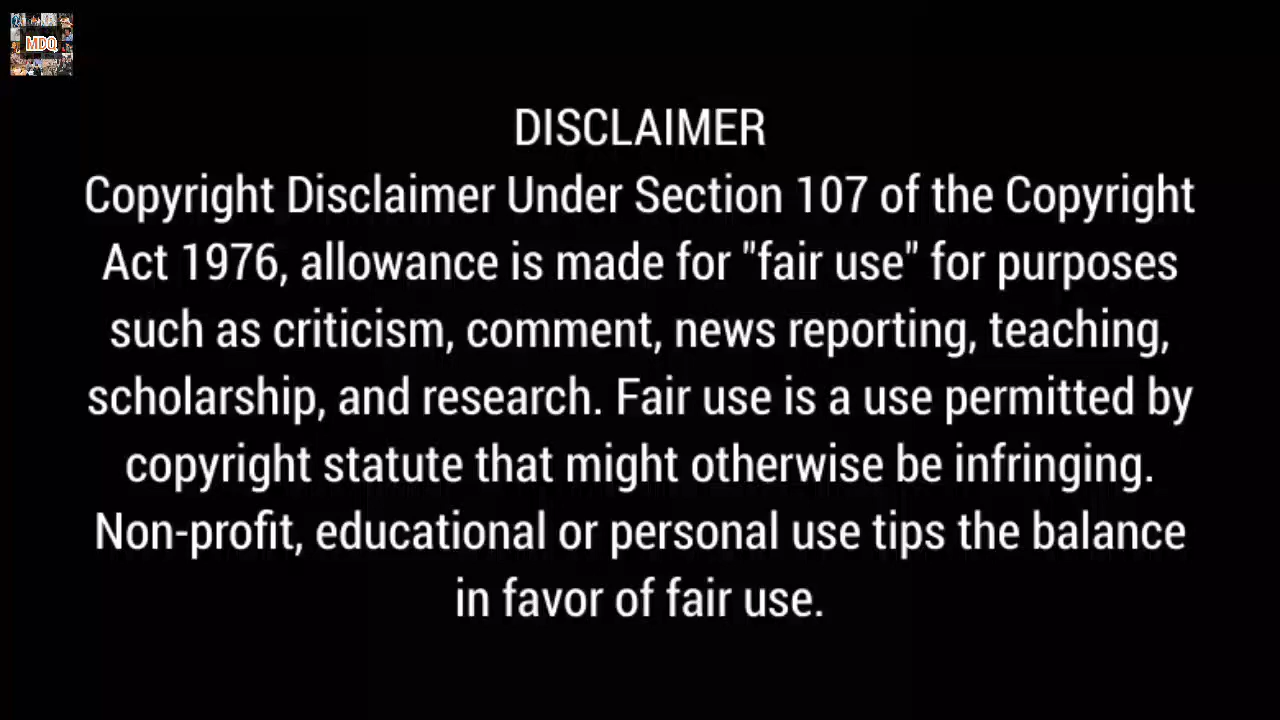 MDQ
DISCLAIMER
Copyright Disclaimer Under Section 107 of the Copyright
Act 1976, allowance is made for "fair use" for purposes
such as criticism, comment, news reporting, teaching,
scholarship, and research. Fair use is a use permitted by
copyright statute that might otherwise be infringing.
Non-profit, educational or personal use tips the balance
in favor of fair use.